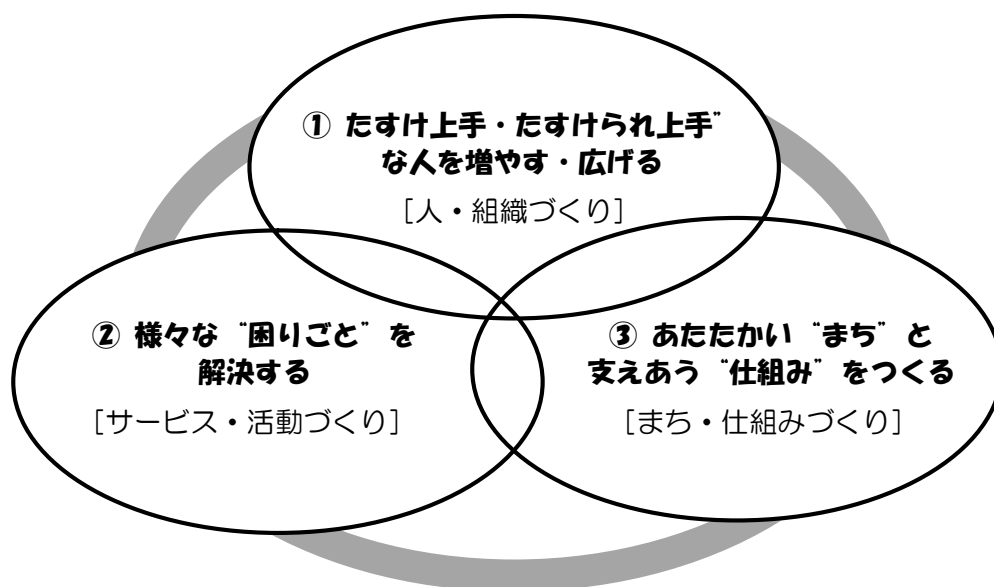 ① たすけ上手・たすけられ上手”
な人を増やす・広げる
［人・組織づくり］
② 様々な“困りごと”を
解決する
［サービス・活動づくり］
③ あたたかい“まち”と
支えあう“仕組み”をつくる
［まち・仕組みづくり］